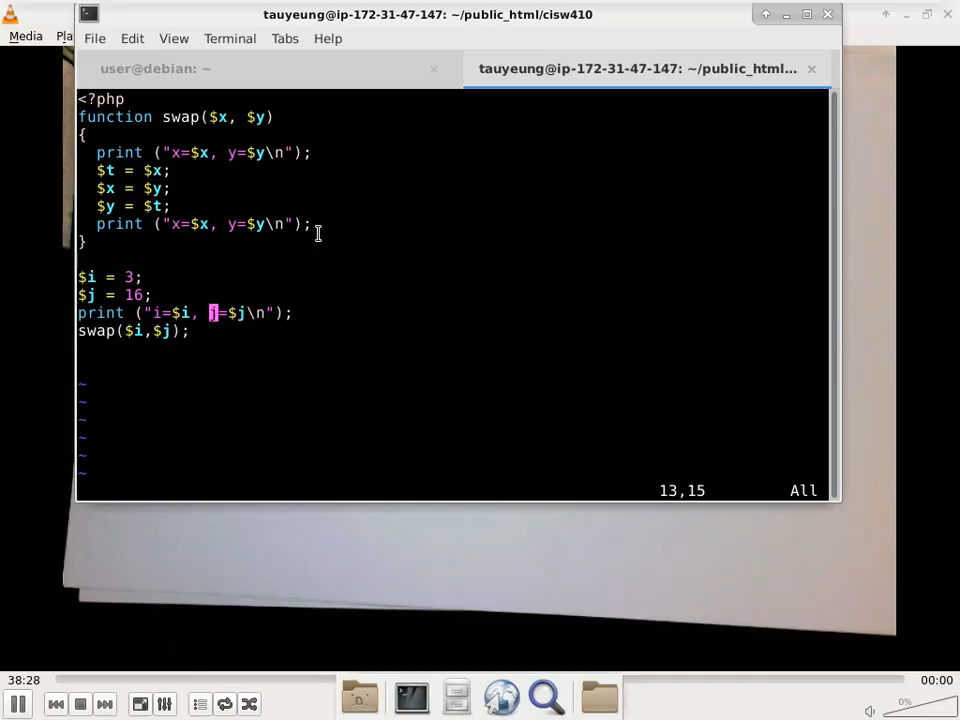 tauyeung@ip-172-31-47-147: ~/public_html/cisw410
Media
Pla
File Edit View Terminal Tabs Help
user@debian: ~
tauyeung@ip-172-31-47-147: ~/public_html...
<?php
function swap($x, $y)
{
  print ("x=$x, y=$y\n");
  $t = $x;
  $x = $y;
  $y = $t;
  print ("x=$x, y=$y\n");
}
$i = 3;
$j = 16;
print ("i=$i, j=$j\n");
swap($i,$j);
~
~
~
~
~
~
13,15 All
38:28
00:00
0%